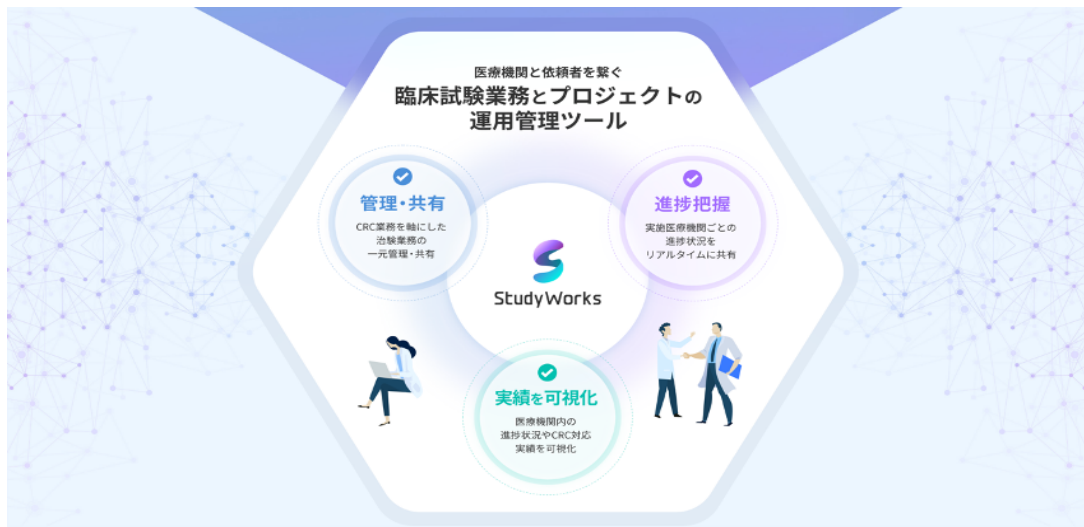 医療機関と依頼者を繋ぐ
臨床試験業務とプロジェクトの
運用管理ツール
管理・共有
CRC業務を軸にした
治験業務の
一元管理・共有
進捗把握
実施医療機関ごとの
進捗状況を
リアルタイムに共有
StudyWorks
実績を可視化
医療機関内の
進捗状況やCRC対応
実績を可視化